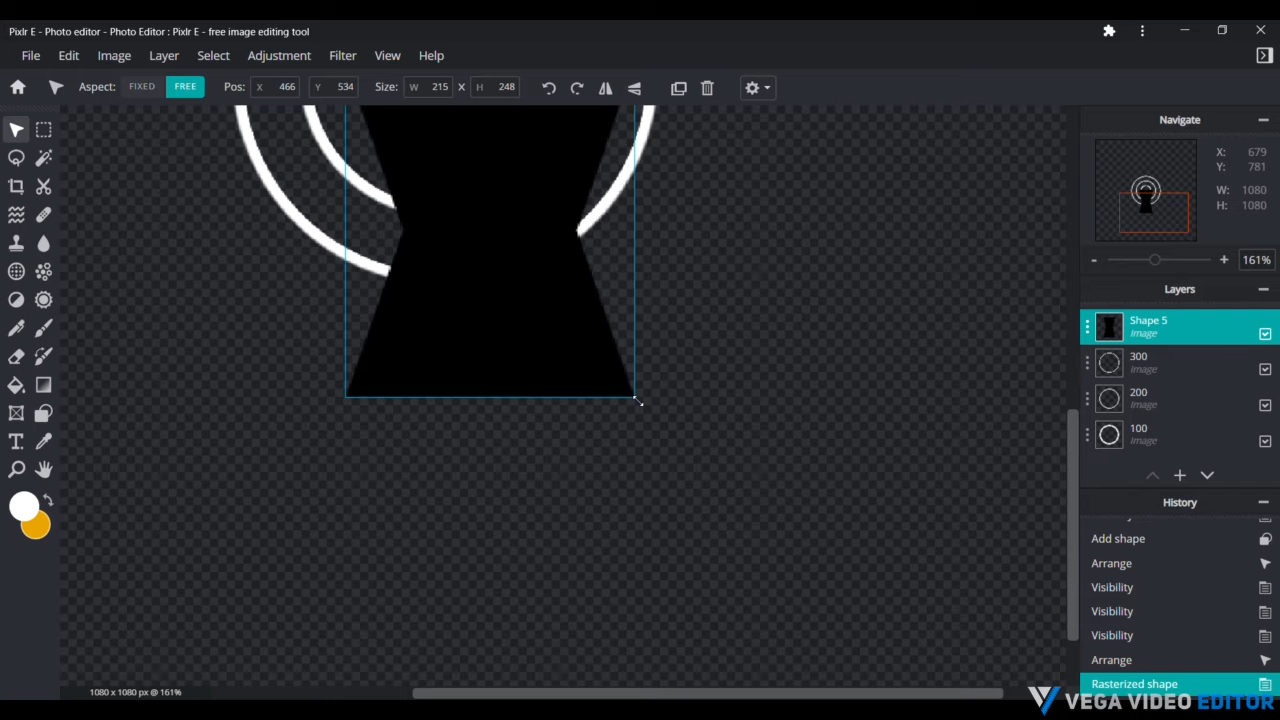 Pixlr E - Photo editor - Photo Editor : Pixlr E - free image editing tool
File Edit Image Layer Select Adjustment Filter View Help
Aspect: FIXED FREE Pos: X 466 Y 534 Size: W 215 X H 248
Navigate
X: 679
Y: 781
W: 1080
H: 1080
- + 161%
Layers
Shape 5
Image
300
Image
200
Image
100
Image
History
Add shape
Arrange
Visibility
Visibility
Visibility
Arrange
Rasterized shape
1080 x 1080 px @ 161%
VEGA VIDEO EDITOR